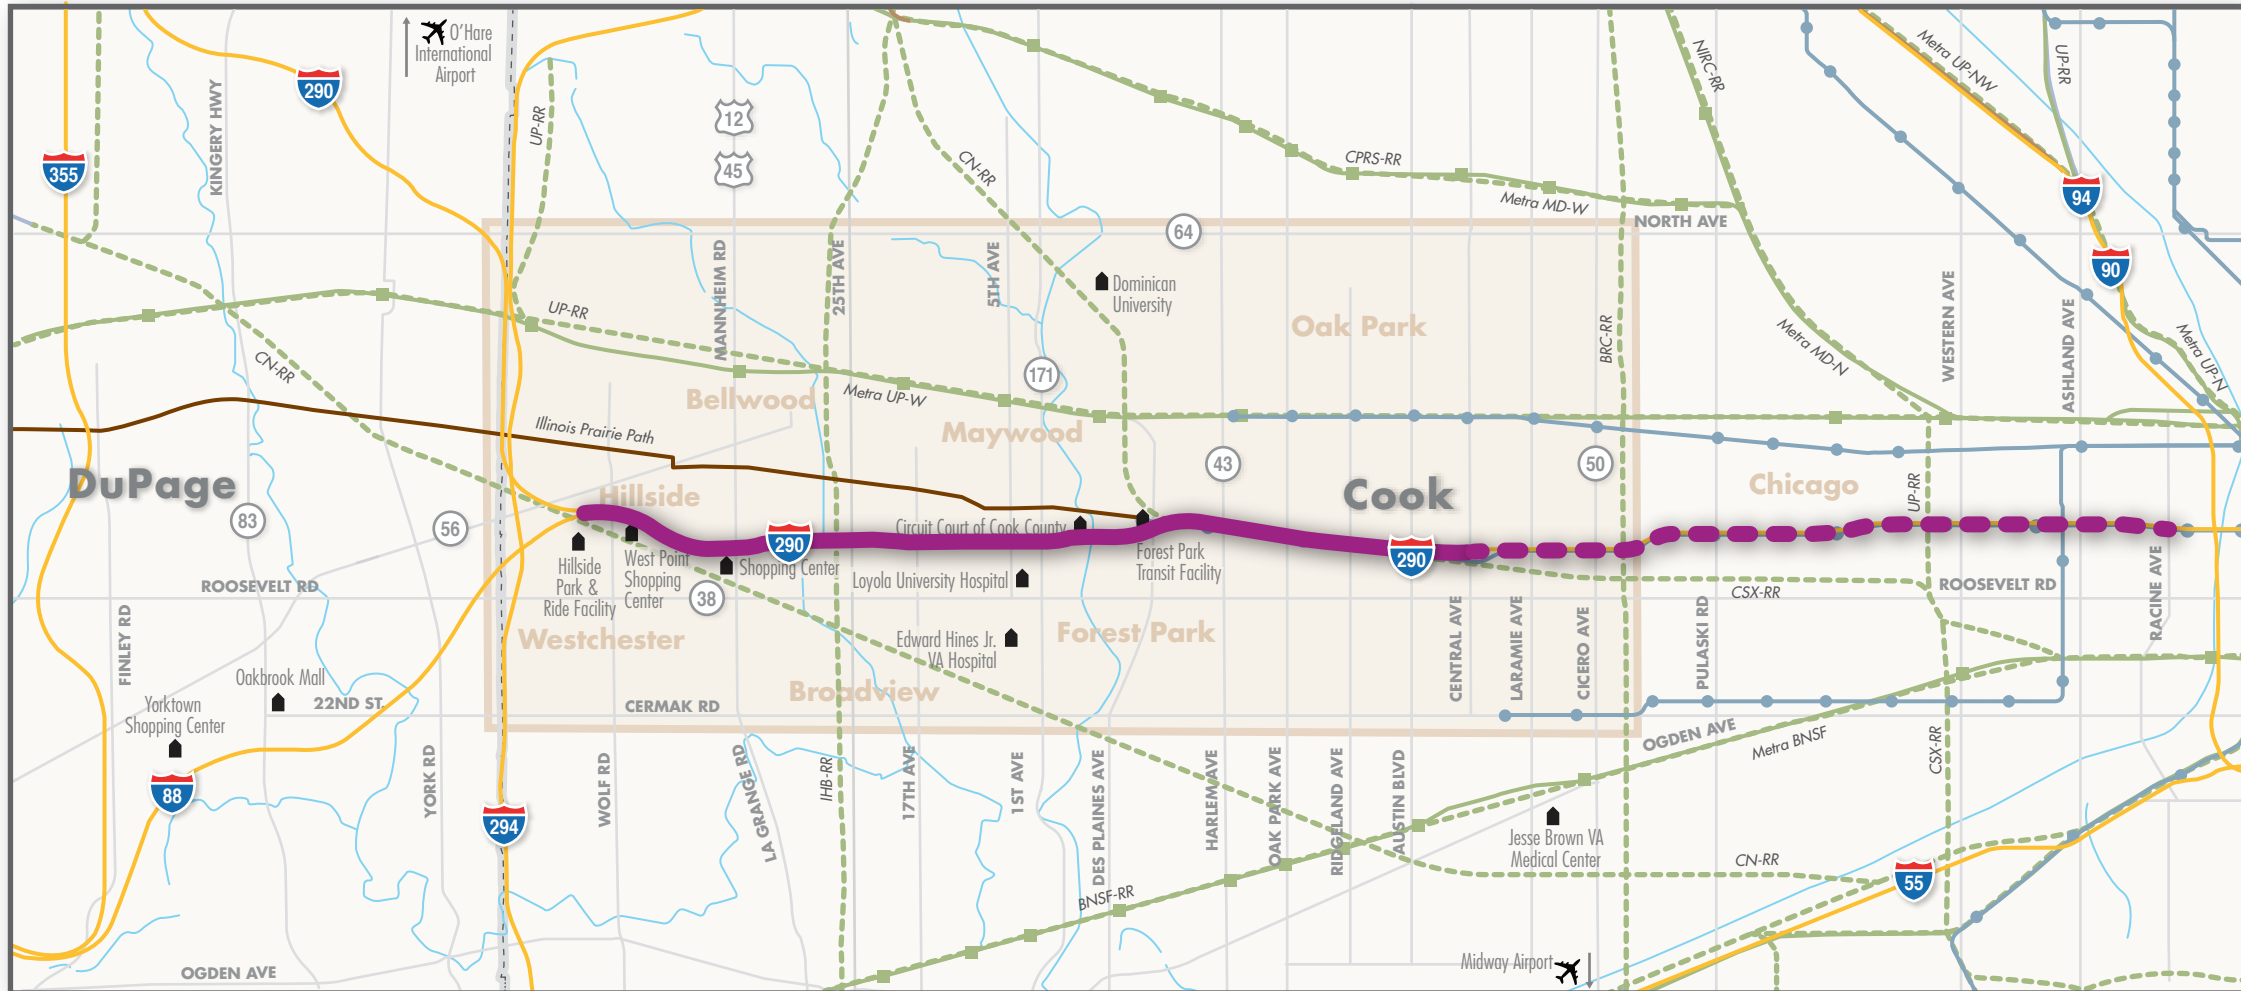 O'Hare
International
Airport
290
355
KINGERY HWY
UP-RR
12
45
CN-RR
CPRS-RR
Metra MD-W
NIRC-RR
Metra UP-NW
UP-RR
94
90
NORTH AVE
64
MANNHEIM RD
25TH AVE
5TH AVE
Dominican
University
Oak Park
BRC-RR
Metra MD-N
WESTERN AVE
ASHLAND AVE
Metra UP-N
UP-RR
CN-RR
Bellwood
Metra UP-W
171
Maywood
Illinois Prairie Path
DuPage
83
56
Hillside
43
50
Cook
Chicago
UP-RR
Circuit Court of Cook County
290
290
Hillside
Park &
Ride Facility
West Point
Shopping
Center
Shopping Center
38
Loyola University Hospital
Forest Park
Transit Facility
ROOSEVELT RD
CSX-RR
ROOSEVELT RD
RACINE AVE
FINLEY RD
Westchester
Edward Hines Jr.
VA Hospital
Forest Park
CENTRAL AVE
LARAMIE AVE
CICERO AVE
PULASKI RD
Oakbrook Mall
22ND ST.
Broadview
CERMAK RD
Yorktown
Shopping Center
88
YORK RD
294
WOLF RD
LA GRANGE RD
IHB-RR
17TH AVE
1ST AVE
DES PLAINES AVE
HARLEM AVE
OAK PARK AVE
RIDGELAND AVE
AUSTIN BLVD
OGDEN AVE
Metra BNSF
CSX-RR
Jesse Brown VA
Medical Center
CN-RR
55
BNSF-RR
Midway Airport
OGDEN AVE